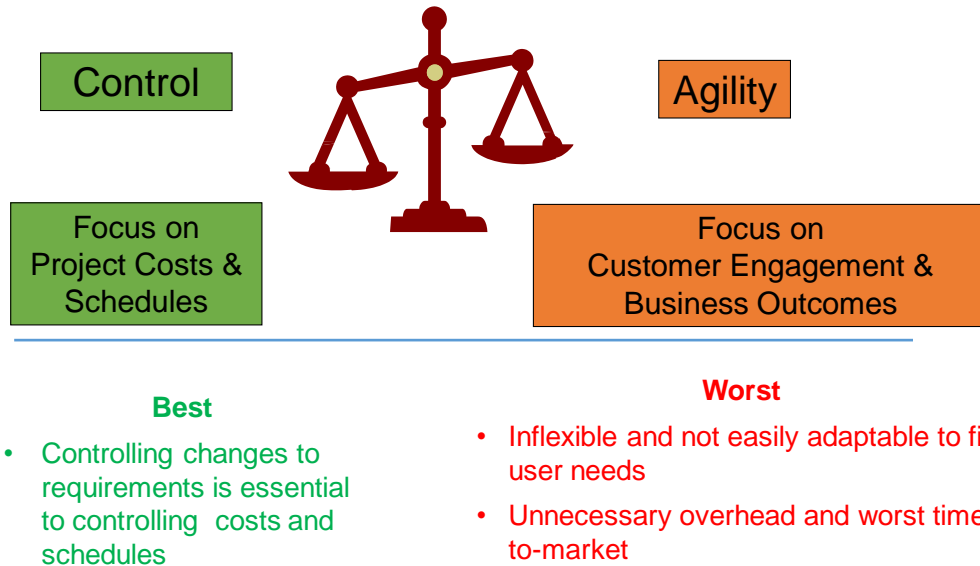 Control
Agility
Focus on
Project Costs &
Schedules
Focus on
Customer Engagement &
Business Outcomes
Best
• Controlling changes to
requirements is essential
to controlling costs and
schedules
Worst
• Inflexible and not easily adaptable to
user needs
• Unnecessary overhead and worst time
to-market